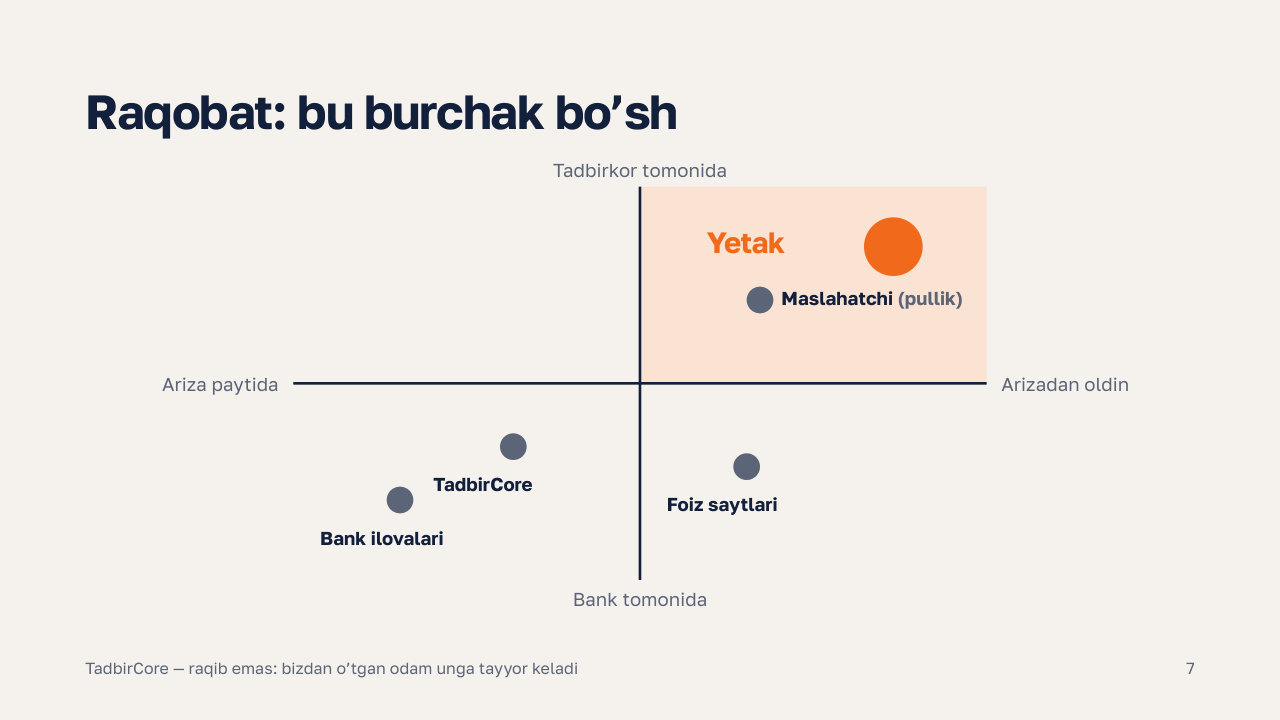 Raqobat: bu burchak bo’sh
Tadbirkor tomonida
Yetak
Maslahatchi (pullik)
Ariza paytida
Arizadan oldin
TadbirCore
Foiz saytlari
Bank ilovalari
Bank tomonida
TadbirCore — raqib emas: bizdan o’tgan odam unga tayyor keladi
7